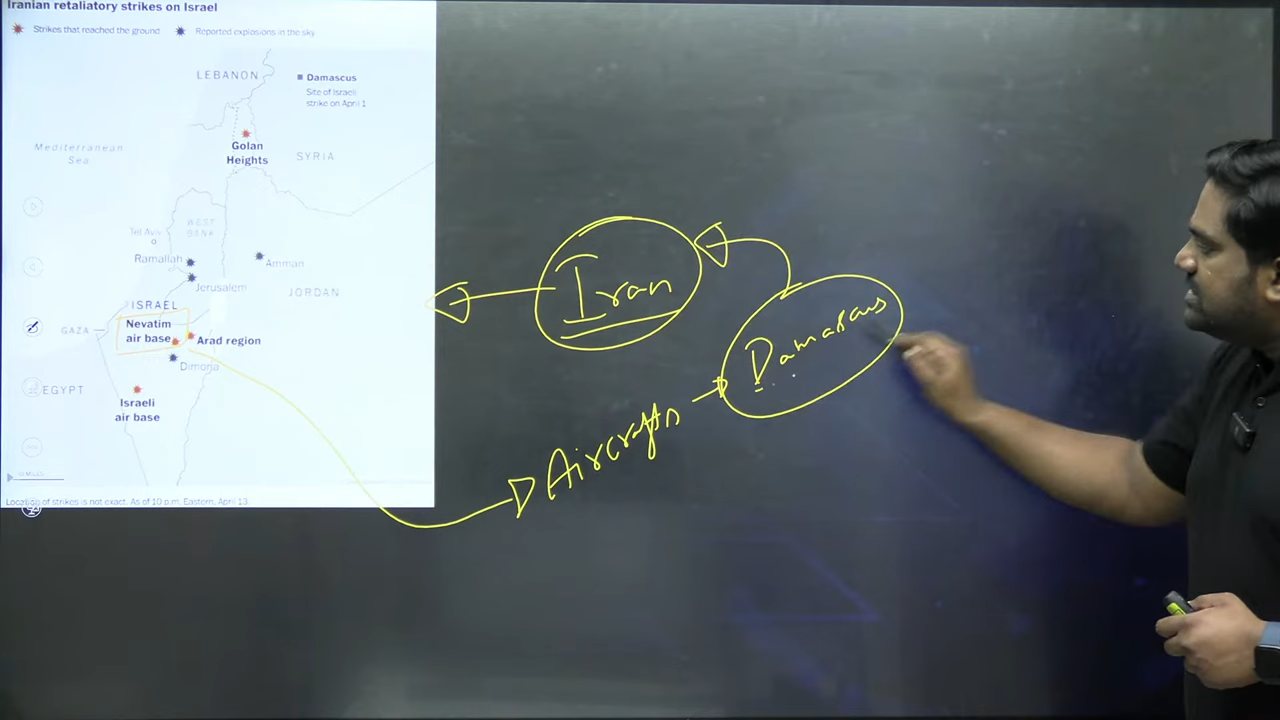 Iranian retaliatory strikes on Israel
Strikes that reached the ground
Reported explosions in the sky
LEBANON
Damascus
Site of Israeli
strike on April 1
Mediterranean
Sea
Golan
Heights
SYRIA
WEST
BANK
Tel Aviv
Ramallah
Amman
Jerusalem
JORDAN
ISRAEL
Nevatim
air base
GAZA
Arad region
Dimona
EGYPT
Israeli
air base
MILES
Location of strikes is not exact. As of 10 p.m. Eastern, April 13.
Iran
Damascus
Aircrafts